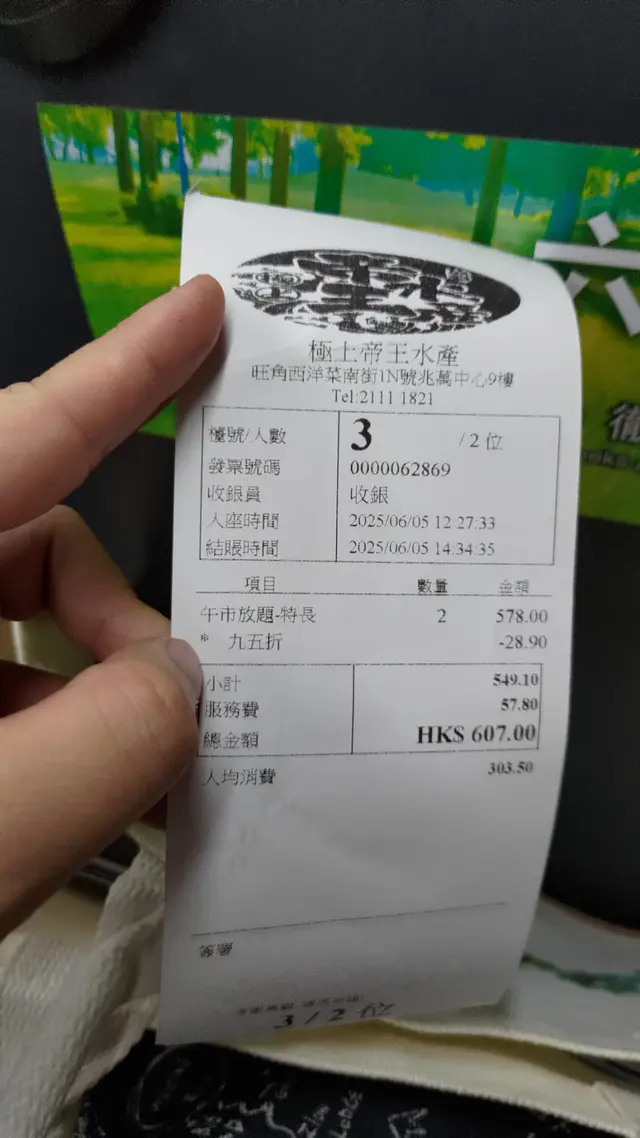 極上帝王水產
旺角西洋菜南街1N號兆萬中心9樓
Tel:2111 1821
檯號/人數 3 /2 位
發票號碼 0000062869
收銀員 收銀
入座時間 2025/06/05 12:27:33
結賬時間 2025/06/05 14:34:35
項目 數量 金額
午市放題-特長 2 578.00
* 九五折 -28.90
小計 549.10
服務費 57.80
總金額 HK$ 607.00
人均消費 303.50
3 / 2 位